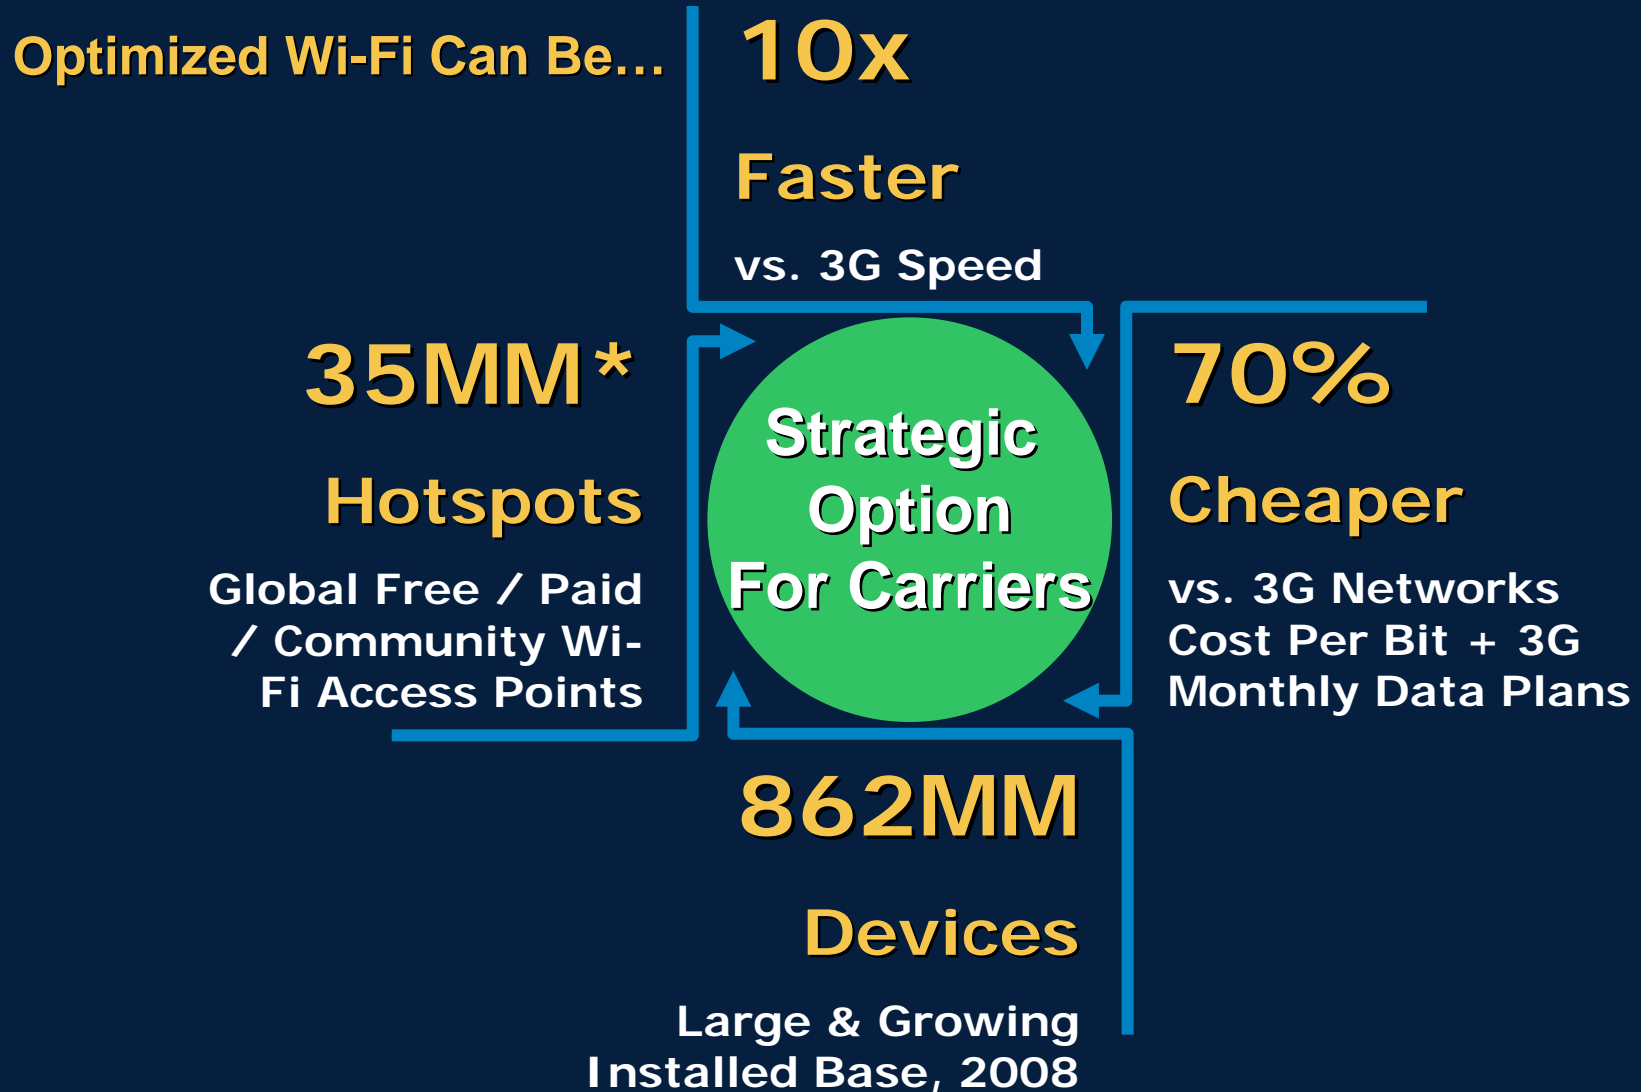 Optimized Wi-Fi Can Be…
10x
Faster
vs. 3G Speed
35MM*
Hotspots
Global Free / Paid
/ Community Wi-
Fi Access Points
Strategic
Option
For Carriers
70%
Cheaper
vs. 3G Networks
Cost Per Bit + 3G
Monthly Data Plans
862MM
Devices
Large & Growing
Installed Base, 2008